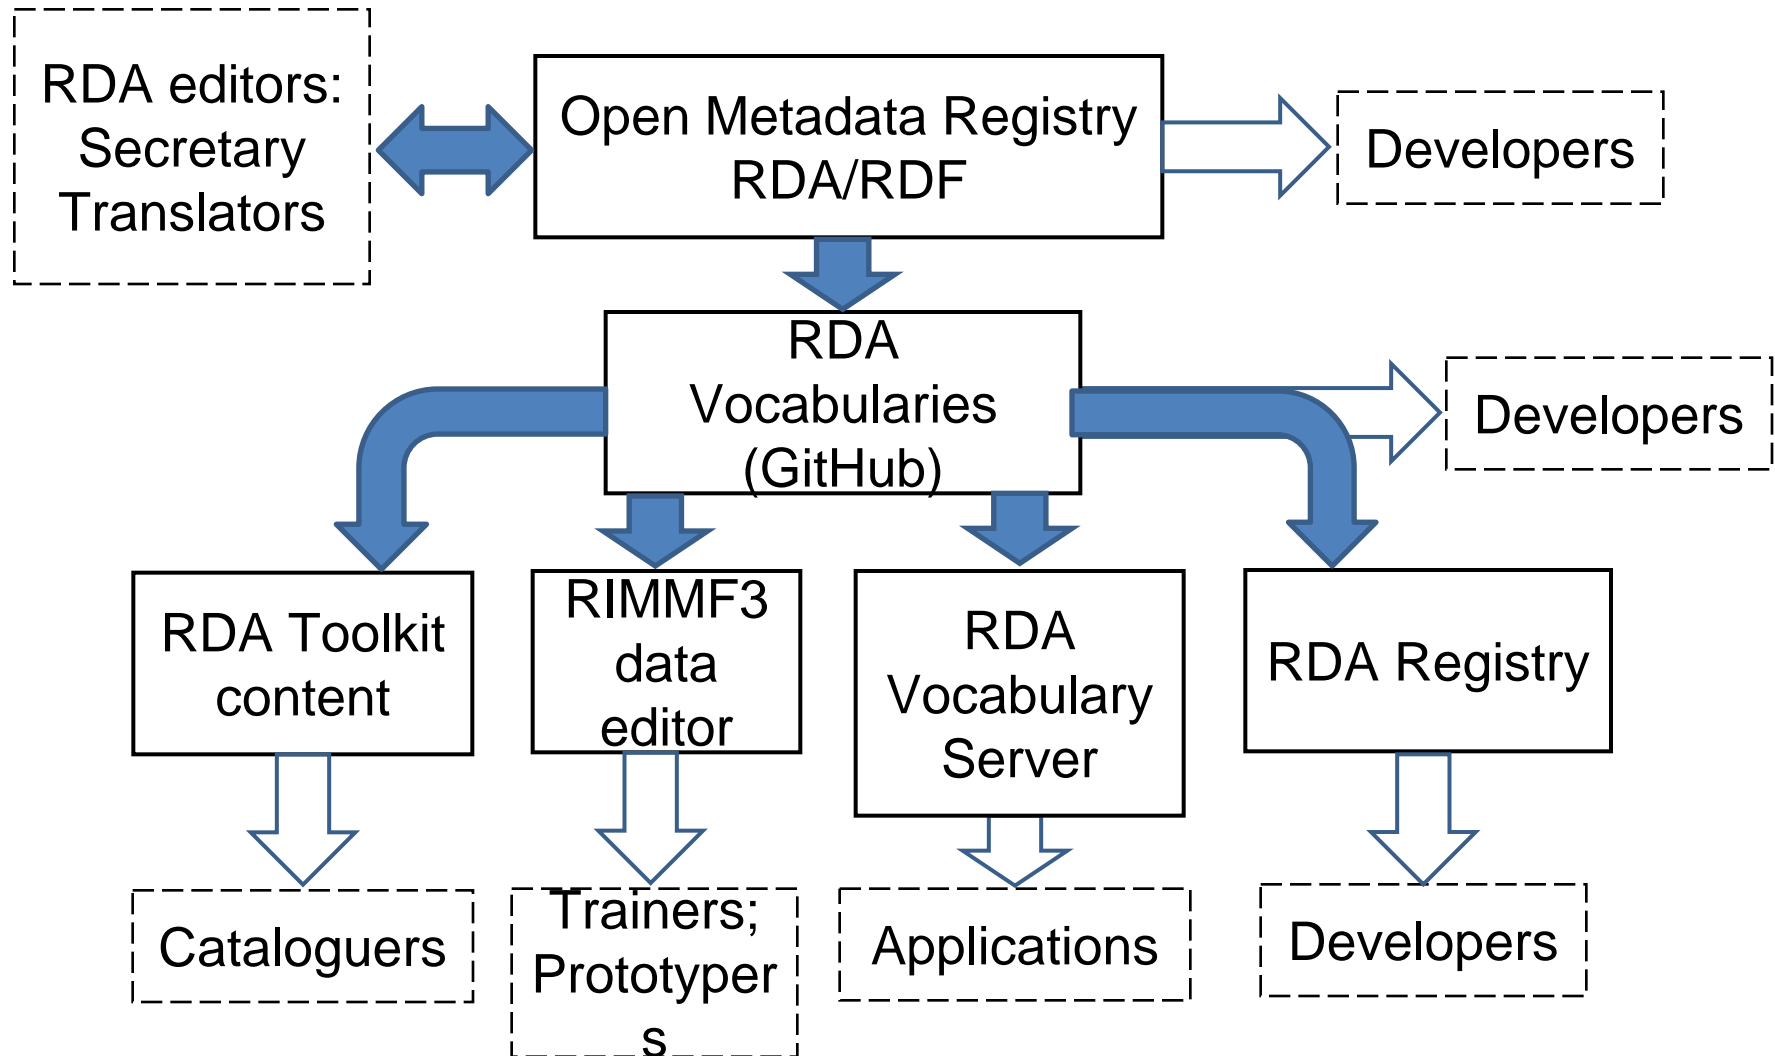 RDA editors:
Secretary
Translators
Open Metadata Registry
RDA/RDF
Developers
RDA
Vocabularies
(GitHub)
Developers
RDA Toolkit
content
RIMMF3
data
editor
RDA
Vocabulary
Server
RDA Registry
Cataloguers
Trainers;
Prototyper
s
Applications
Developers